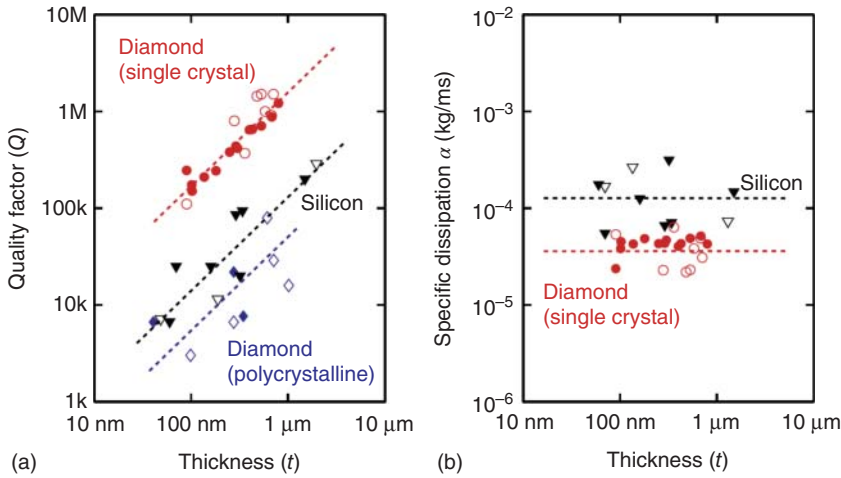 10M
1M
100k
10k
1k
Quality factor (Q)
Diamond
(single crystal)
Silicon
Diamond
(polycrystalline)
10 nm
100 nm
1 μm
10 μm
(a)
Thickness (t)
10⁻²
10⁻³
10⁻⁴
10⁻⁵
10⁻⁶
Specific dissipation α (kg/ms)
Silicon
Diamond
(single crystal)
10 nm
100 nm
1 μm
10 μm
(b)
Thickness (t)